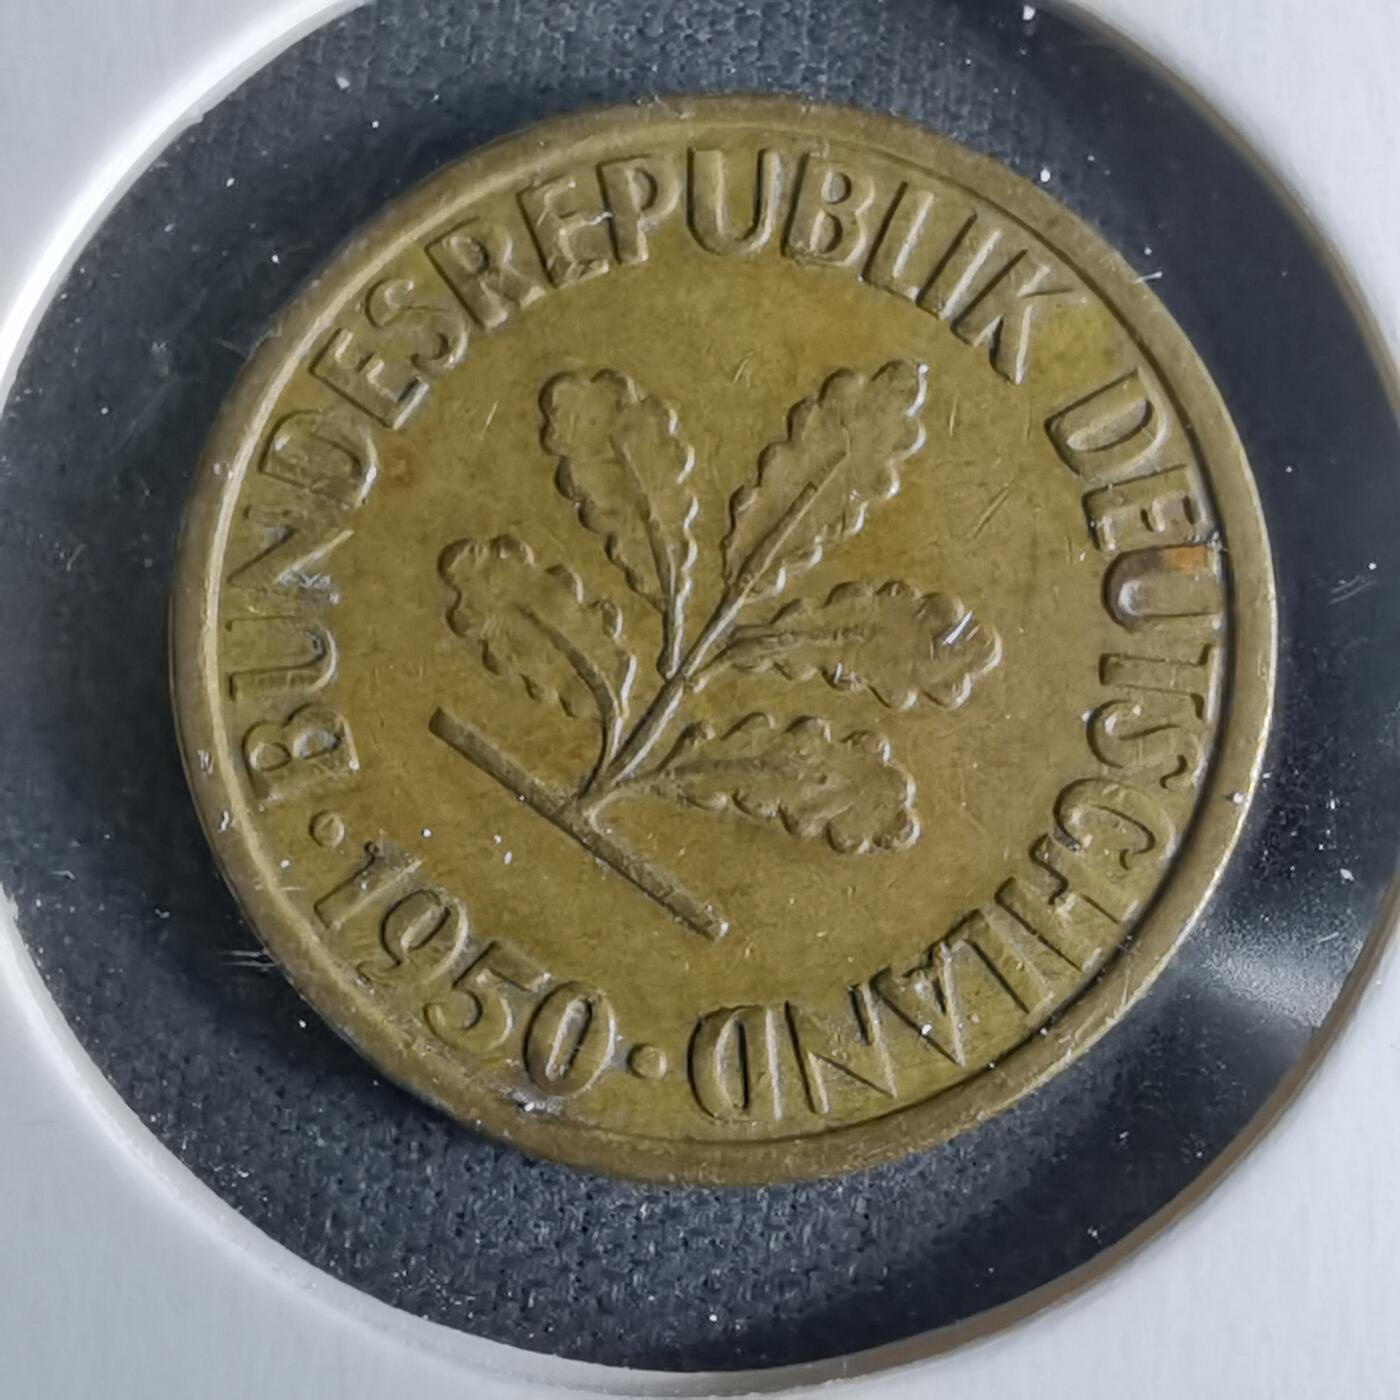 BUNDESREPUBLIK DEUTSCHLAND
· 1950 ·